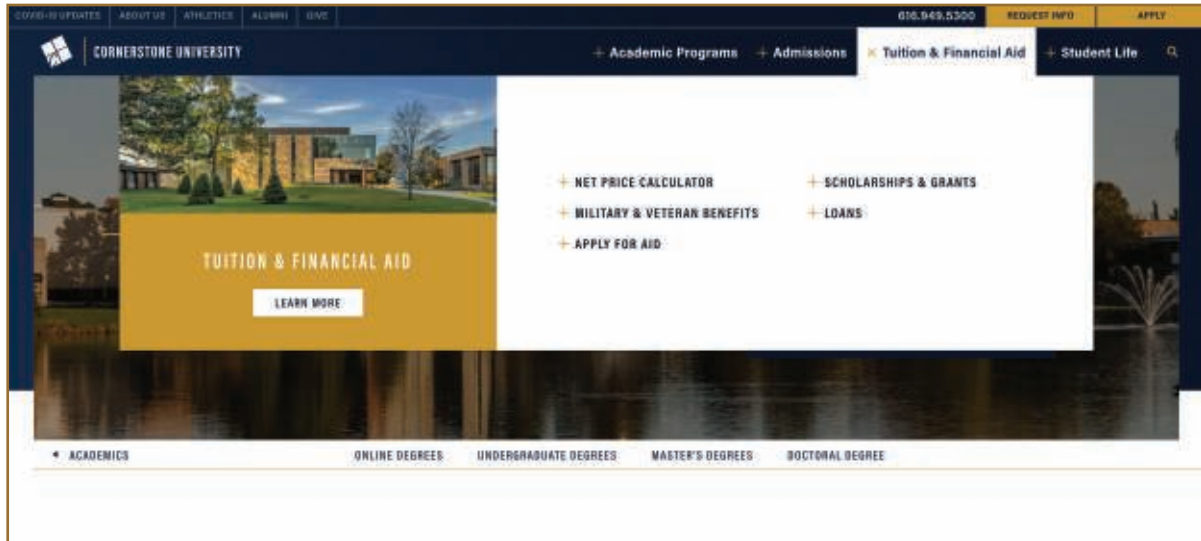 COVID-19 UPDATES ABOUT US ATHLETICS ALUMNI GIVE 616.949.5300 REQUEST INFO APPLY
CORNERSTONE UNIVERSITY + Academic Programs + Admissions × Tuition & Financial Aid + Student Life
+ NET PRICE CALCULATOR + SCHOLARSHIPS & GRANTS
+ MILITARY & VETERAN BENEFITS + LOANS
+ APPLY FOR AID
TUITION & FINANCIAL AID
LEARN MORE
ACADEMICS ONLINE DEGREES UNDERGRADUATE DEGREES MASTER'S DEGREES DOCTORAL DEGREE